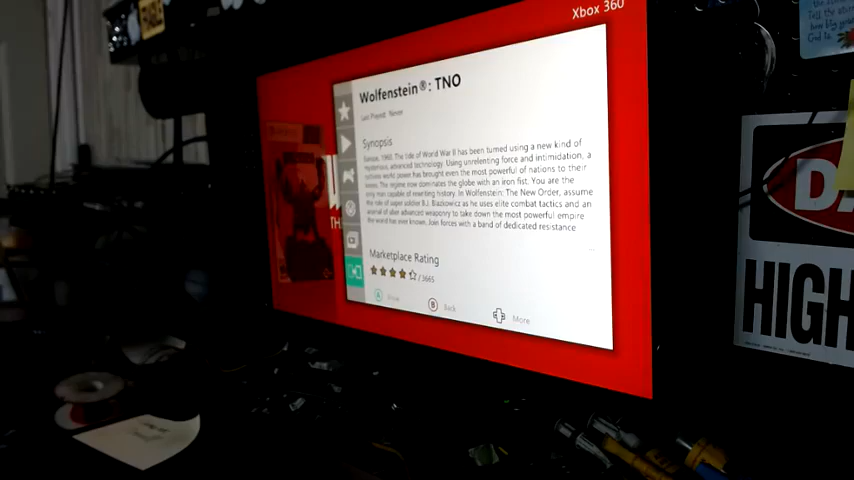 Xbox 360
Wolfenstein®: TNO
Last Played: Never
Synopsis
Europe, 1960. The tide of World War II has been turned using a new kind of
mysterious, advanced technology. Using unrelenting force and intimidation, a
ruthless world power has brought even the most powerful of nations to their
knees. This regime now dominates the globe with an iron fist. You are the
only man capable of rewriting history. In Wolfenstein: The New Order, assume
the role of super soldier B.J. Blazkowicz as he uses elite combat tactics and an
arsenal of uber advanced weaponry to take down the most powerful empire
the world has ever known. Join forces with a band of dedicated resistance
...
Marketplace Rating
/3665
A
B Back
More
DA
HIGH